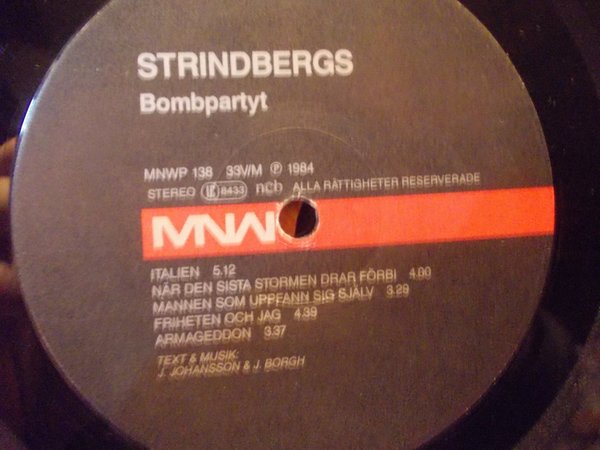 STRINDBERGS
Bombpartyt
MNWP 138 33V/M Ⓟ 1984
STEREO LC 8433 ncb ALLA RÄTTIGHETER RESERVERADE
MNW
ITALIEN 5.12
NÄR DEN SISTA STORMEN DRAR FÖRBI 4.00
MANNEN SOM UPPFANN SIG SJÄLV 3.29
FRIHETEN OCH JAG 4.39
ARMAGEDDON 3.37
TEXT & MUSIK:
J. JOHANSSON & J. BORGH